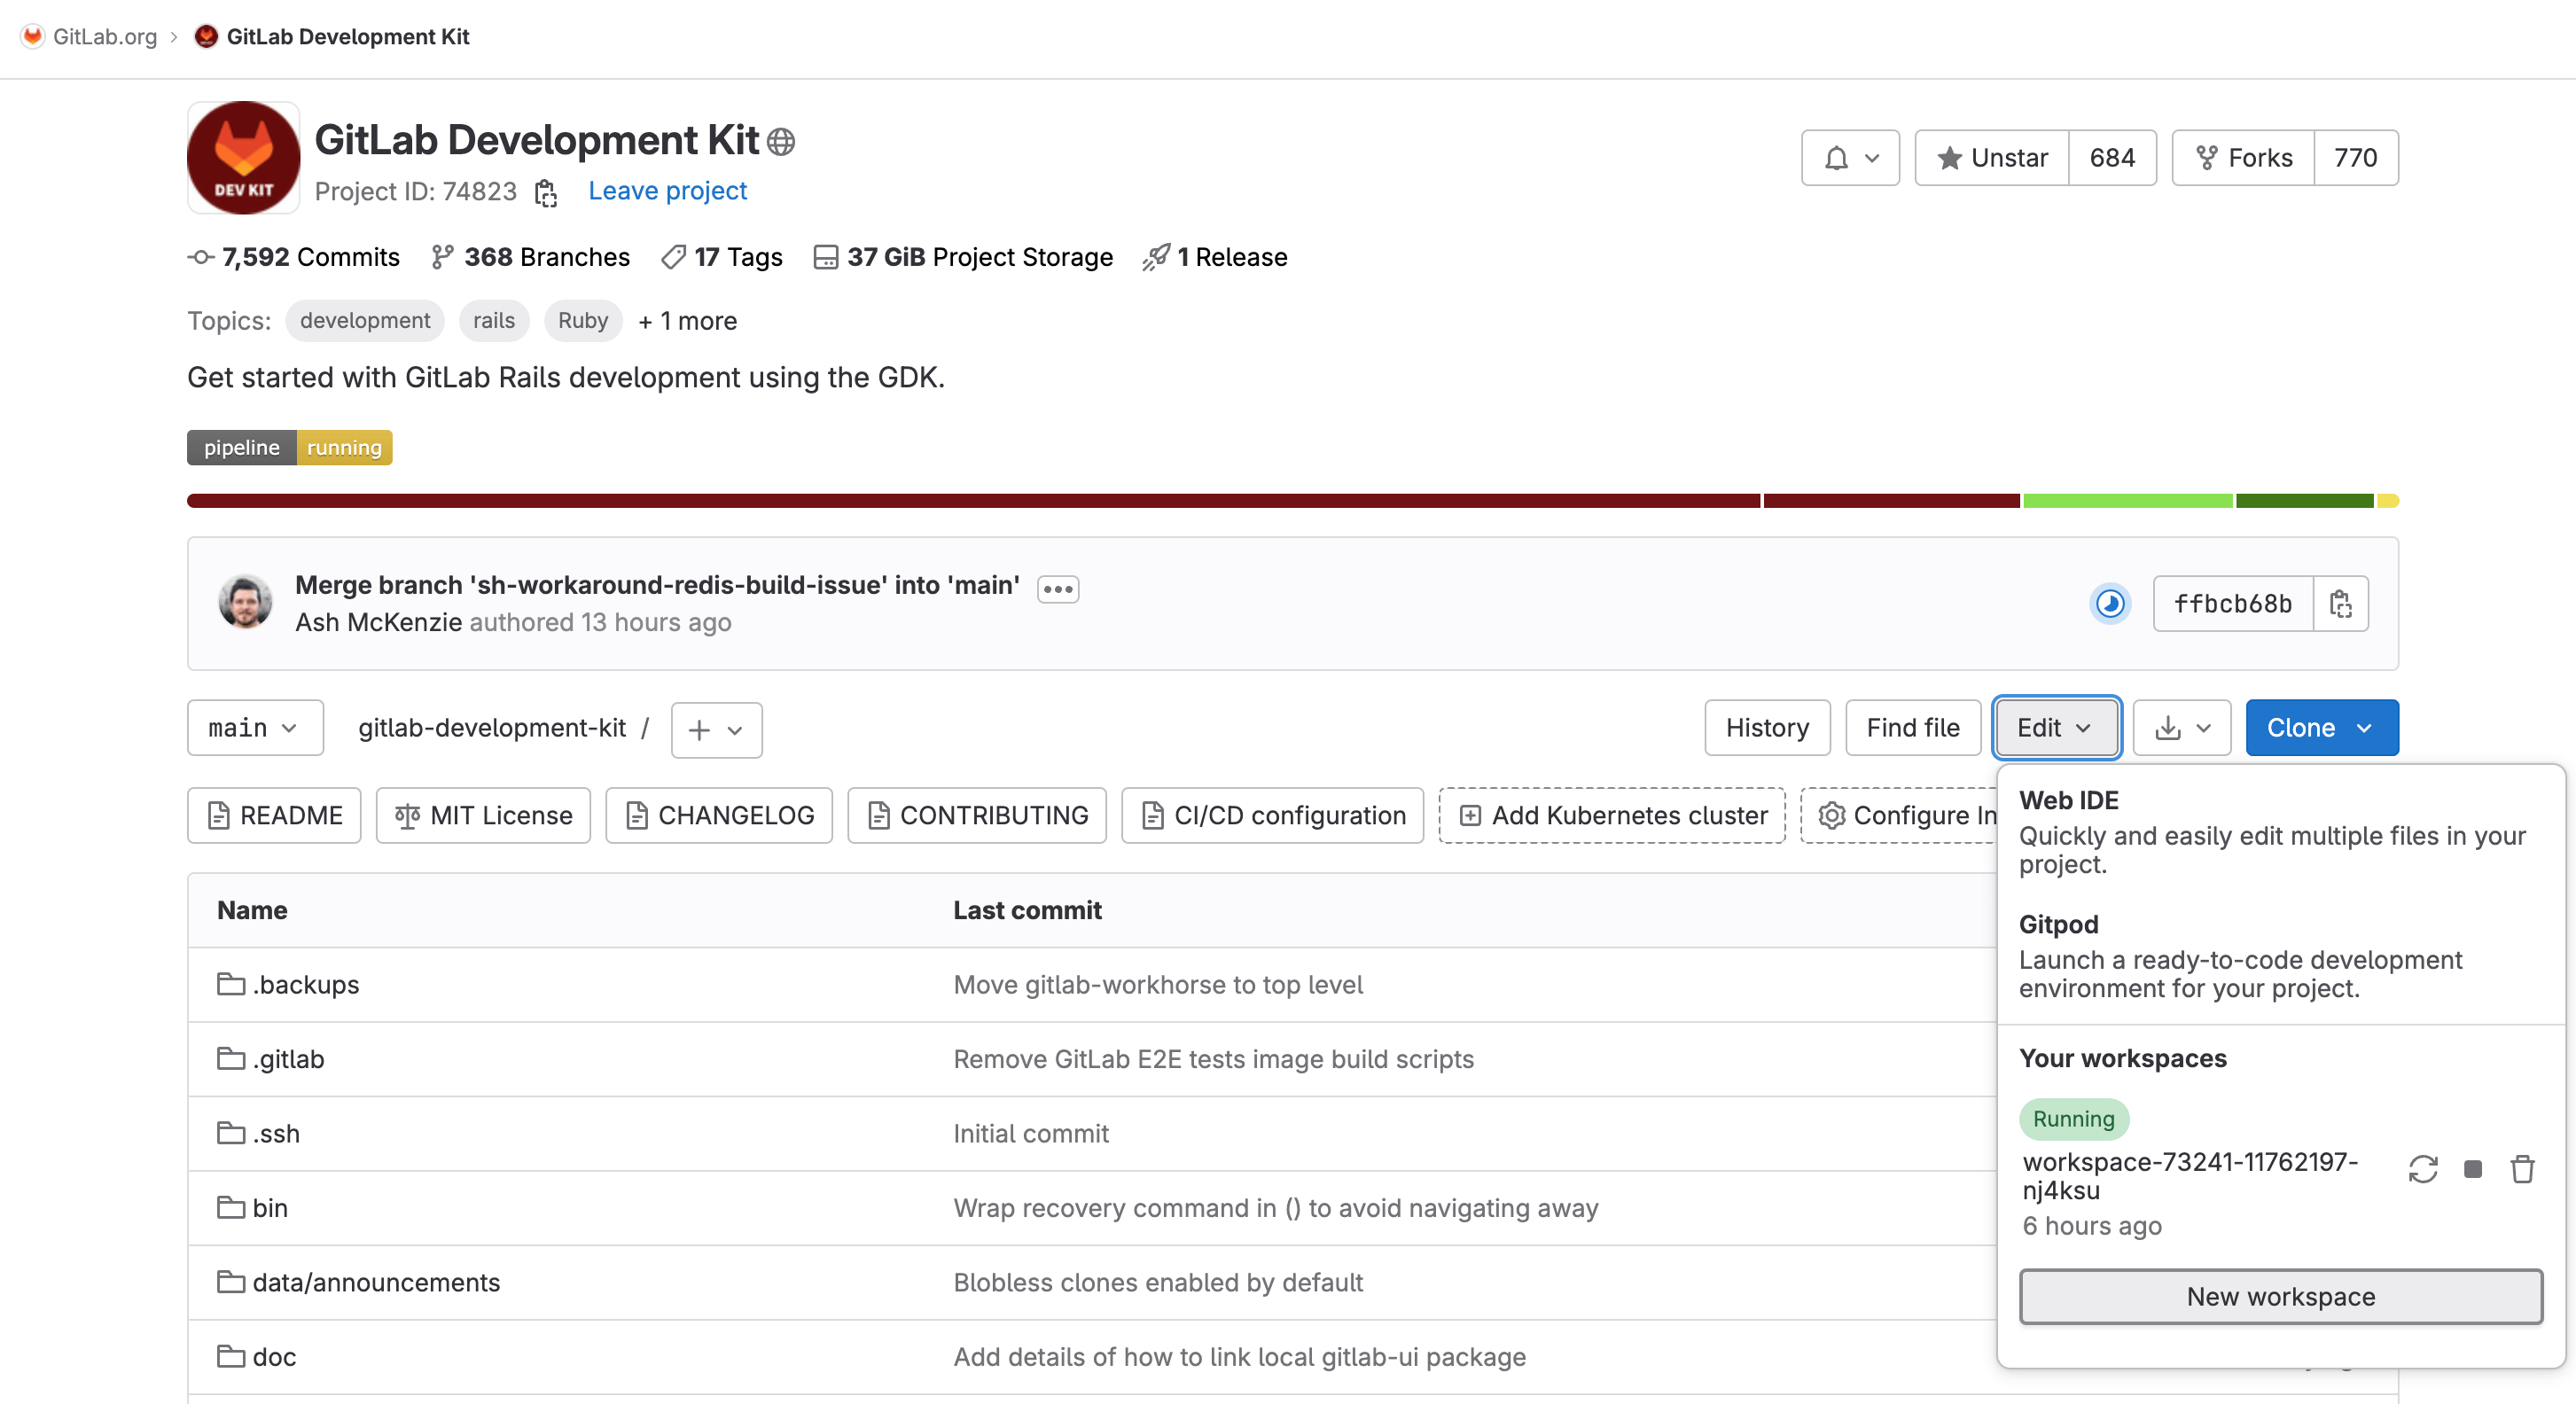 GitLab.org > GitLab Development Kit
DEV KIT
GitLab Development Kit
Project ID: 74823 Leave project
Unstar 684 Forks 770
7,592 Commits 368 Branches 17 Tags 37 GiB Project Storage 1 Release
Topics: development rails Ruby + 1 more
Get started with GitLab Rails development using the GDK.
pipeline running
Merge branch 'sh-workaround-redis-build-issue' into 'main'
Ash McKenzie authored 13 hours ago
ffbcb68b
main gitlab-development-kit / History Find file Edit Clone
README MIT License CHANGELOG CONTRIBUTING CI/CD configuration Add Kubernetes cluster Configure In
Name Last commit
.backups Move gitlab-workhorse to top level
.gitlab Remove GitLab E2E tests image build scripts
.ssh Initial commit
bin Wrap recovery command in () to avoid navigating away
data/announcements Blobless clones enabled by default
doc Add details of how to link local gitlab-ui package
Web IDE
Quickly and easily edit multiple files in your
project.
Gitpod
Launch a ready-to-code development
environment for your project.
Your workspaces
Running
workspace-73241-11762197-
nj4ksu
6 hours ago
New workspace